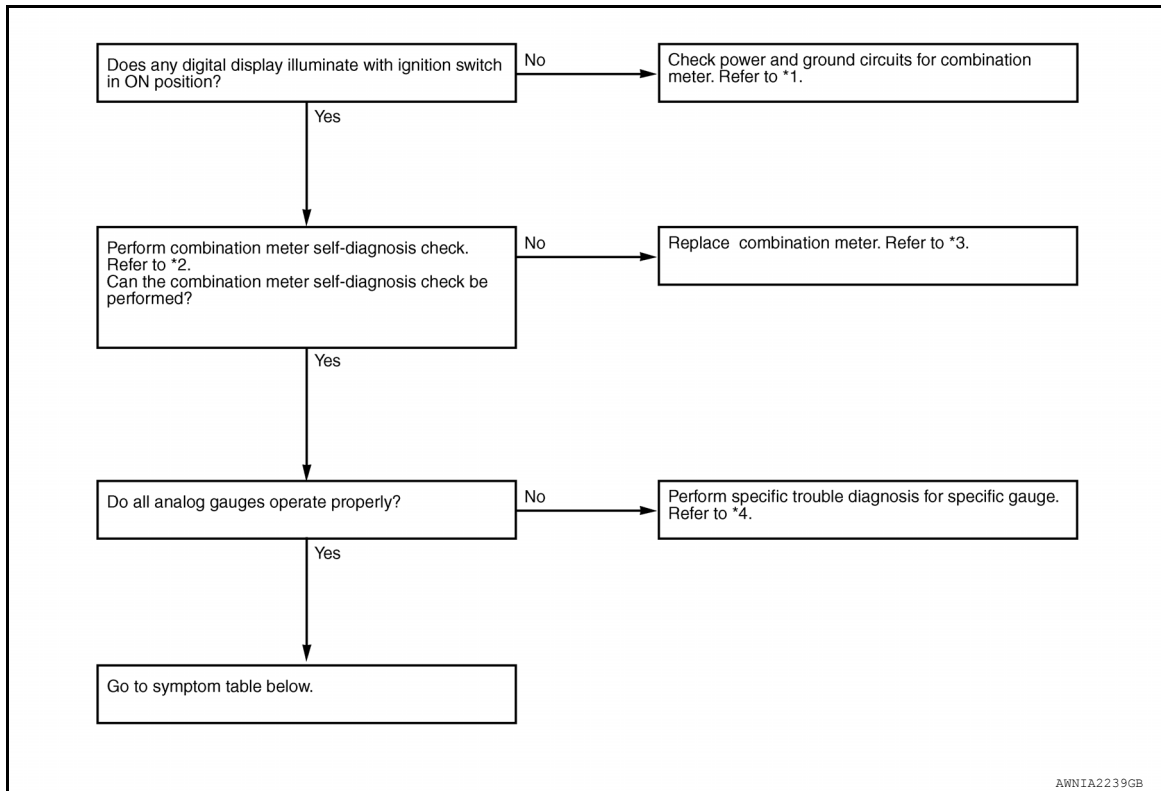 Does any digital display illuminate with ignition switch
in ON position?
No
Check power and ground circuits for combination
meter. Refer to *1.
Yes
Perform combination meter self-diagnosis check.
Refer to *2.
Can the combination meter self-diagnosis check be
performed?
No
Replace combination meter. Refer to *3.
Yes
Do all analog gauges operate properly?
No
Perform specific trouble diagnosis for specific gauge.
Refer to *4.
Yes
Go to symptom table below.
AWNIA2239GB